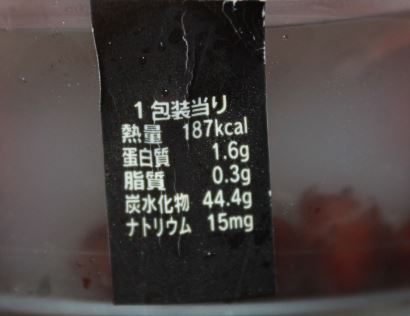 1包装当り
熱量 187kcal
蛋白質 1.6g
脂質 0.3g
炭水化物 44.4g
ナトリウム 15mg